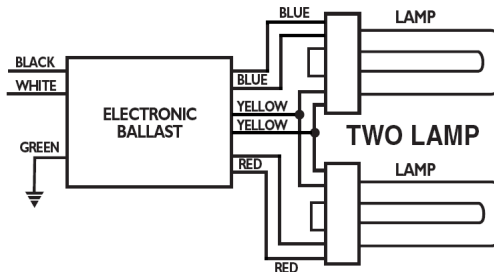 BLUE
LAMP
BLACK
BLUE
WHITE
YELLOW
ELECTRONIC
BALLAST
YELLOW
TWO LAMP
GREEN
RED
LAMP
RED